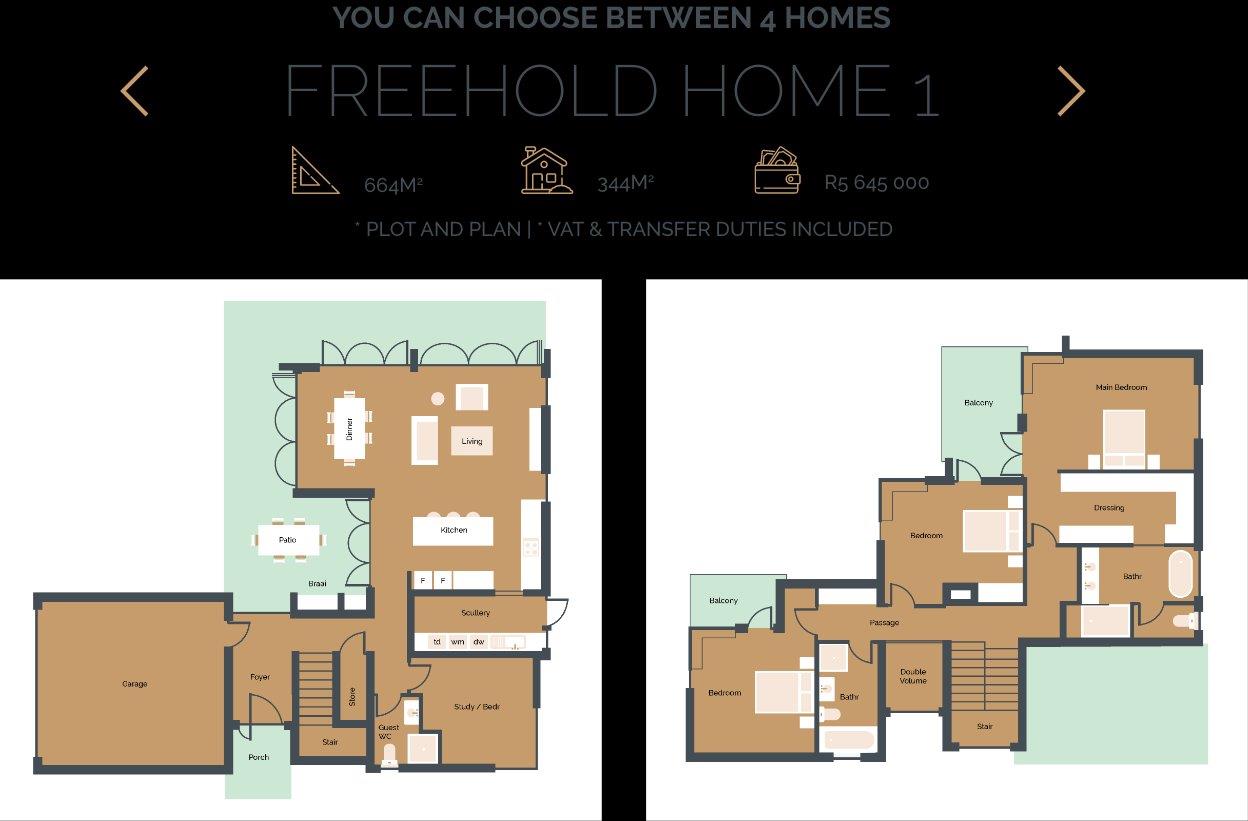 YOU CAN CHOOSE BETWEEN 4 HOMES
FREEHOLD HOME 1
664M²
344M²
R5 645 000
* PLOT AND PLAN | * VAT & TRANSFER DUTIES INCLUDED
Dinner
Living
Kitchen
Patio
Braai
F
F
Scullery
td
wm
dw
Garage
Foyer
Store
Study / Bedr
Guest
WC
Stair
Porch
Main Bedroom
Balcony
Dressing
Bedroom
Bathr
Balcony
Passage
Double
Volume
Bedroom
Bathr
Stair